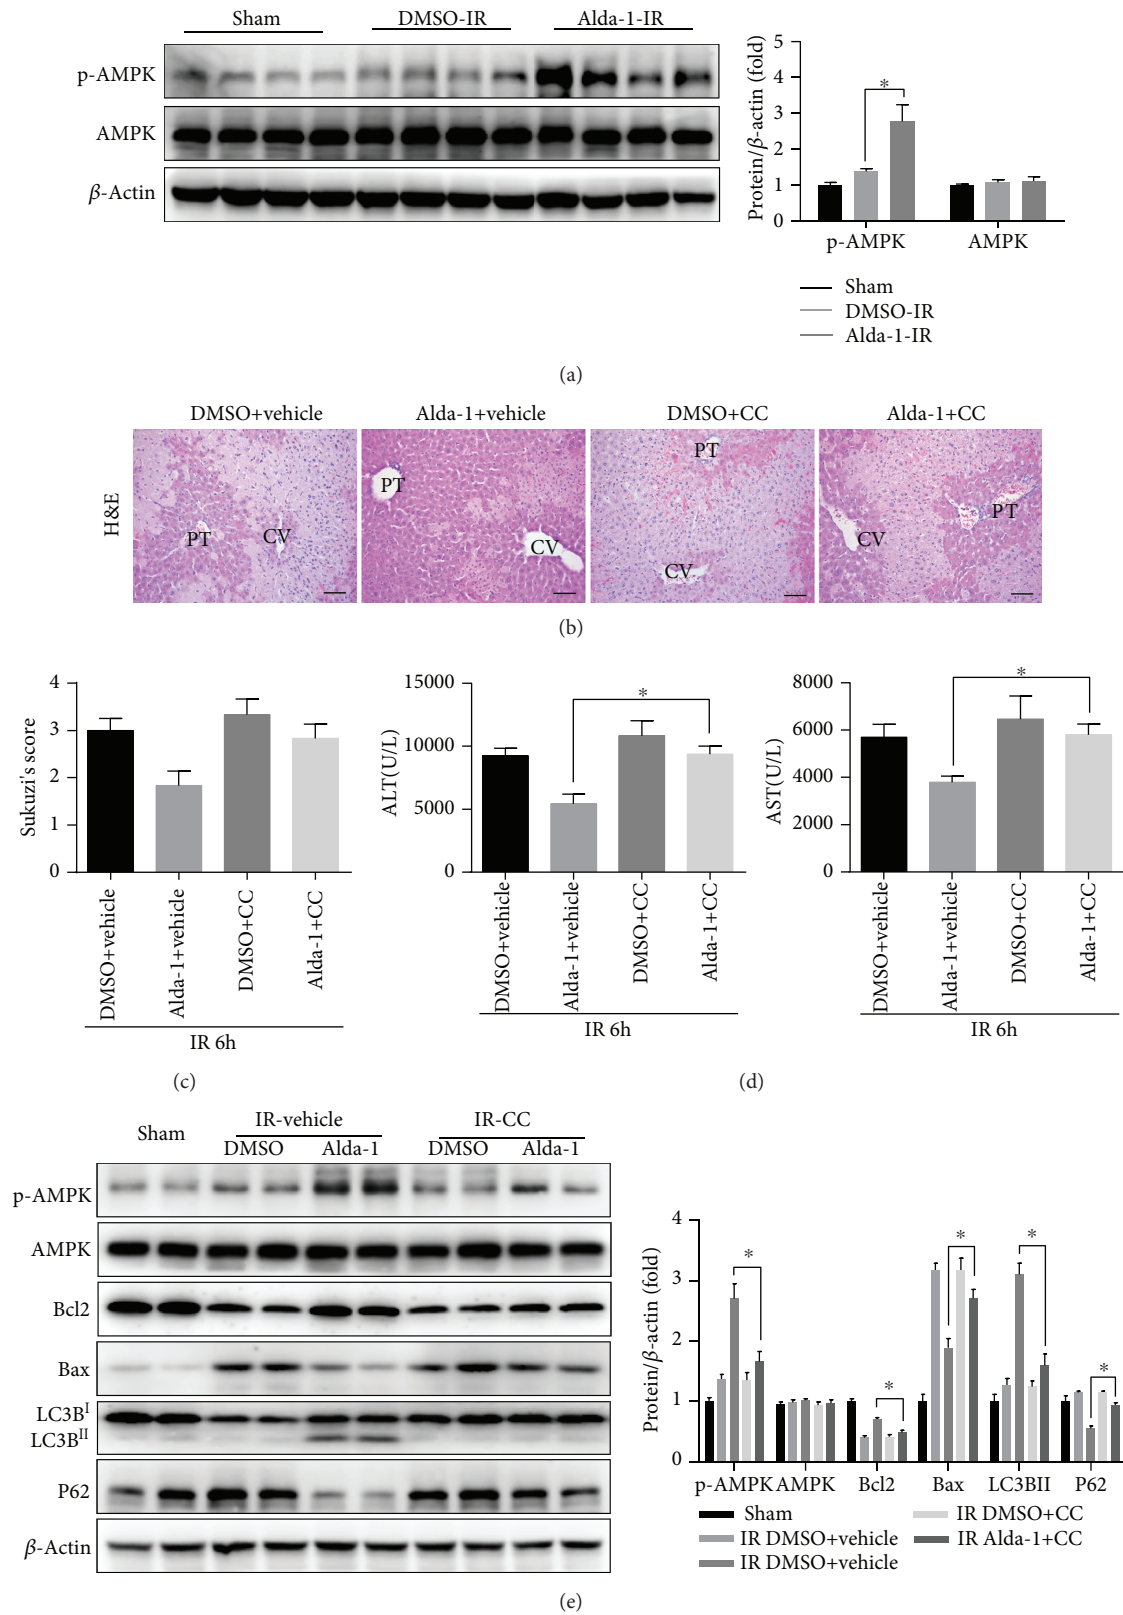 Sham DMSO-IR Alda-1-IR
p-AMPK
AMPK
β-Actin
Protein/β-actin (fold)
5
4
3
2
1
0
*
p-AMPK AMPK
Sham
DMSO-IR
Alda-1-IR
(a)
DMSO+vehicle Alda-1+vehicle DMSO+CC Alda-1+CC
H&E
PT CV
PT CV
PT CV
CV PT
(b)
Sukuzi's score
4
3
2
1
0
DMSO+vehicle
Alda-1+vehicle
DMSO+CC
Alda-1+CC
IR 6h
(c)
ALT(U/L)
15000
10000
5000
0
*
DMSO+vehicle
Alda-1+vehicle
DMSO+CC
Alda-1+CC
IR 6h
AST(U/L)
8000
6000
4000
2000
0
*
DMSO+vehicle
Alda-1+vehicle
DMSO+CC
Alda-1+CC
IR 6h
(d)
Sham IR-vehicle IR-CC
DMSO Alda-1 DMSO Alda-1
p-AMPK
AMPK
Bcl2
Bax
LC3B^I
LC3B^II
P62
β-Actin
Protein/β-actin (fold)
4
3
2
1
0
* * * * *
p-AMPK AMPK Bcl2 Bax LC3BII P62
Sham
IR DMSO+vehicle
IR DMSO+vehicle
IR DMSO+CC
IR Alda-1+CC
(e)